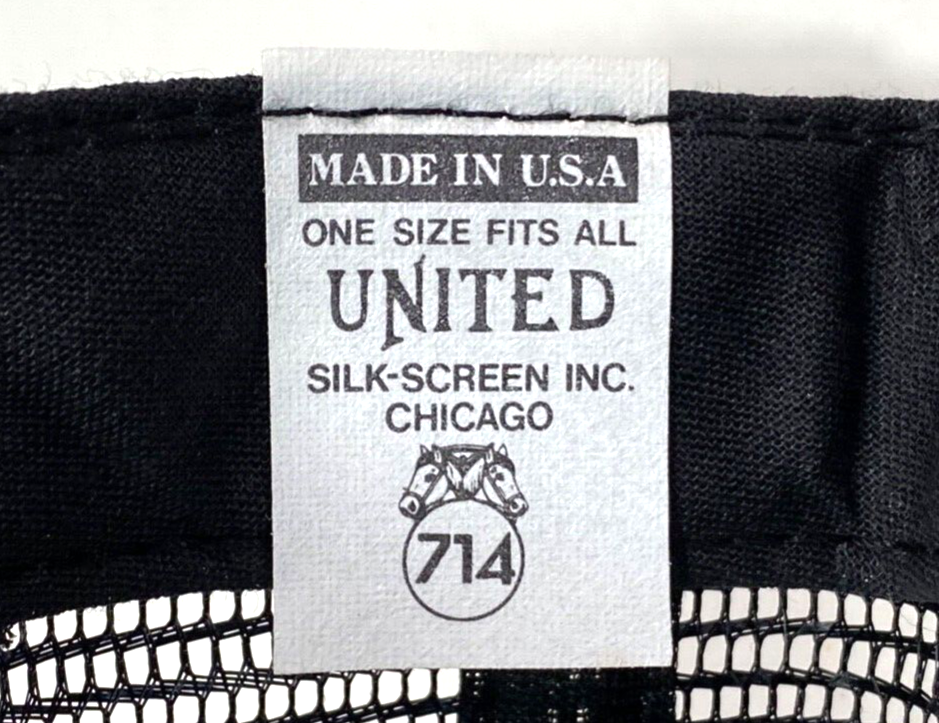 MADE IN U.S.A
ONE SIZE FITS ALL
UNITED
SILK-SCREEN INC.
CHICAGO
714